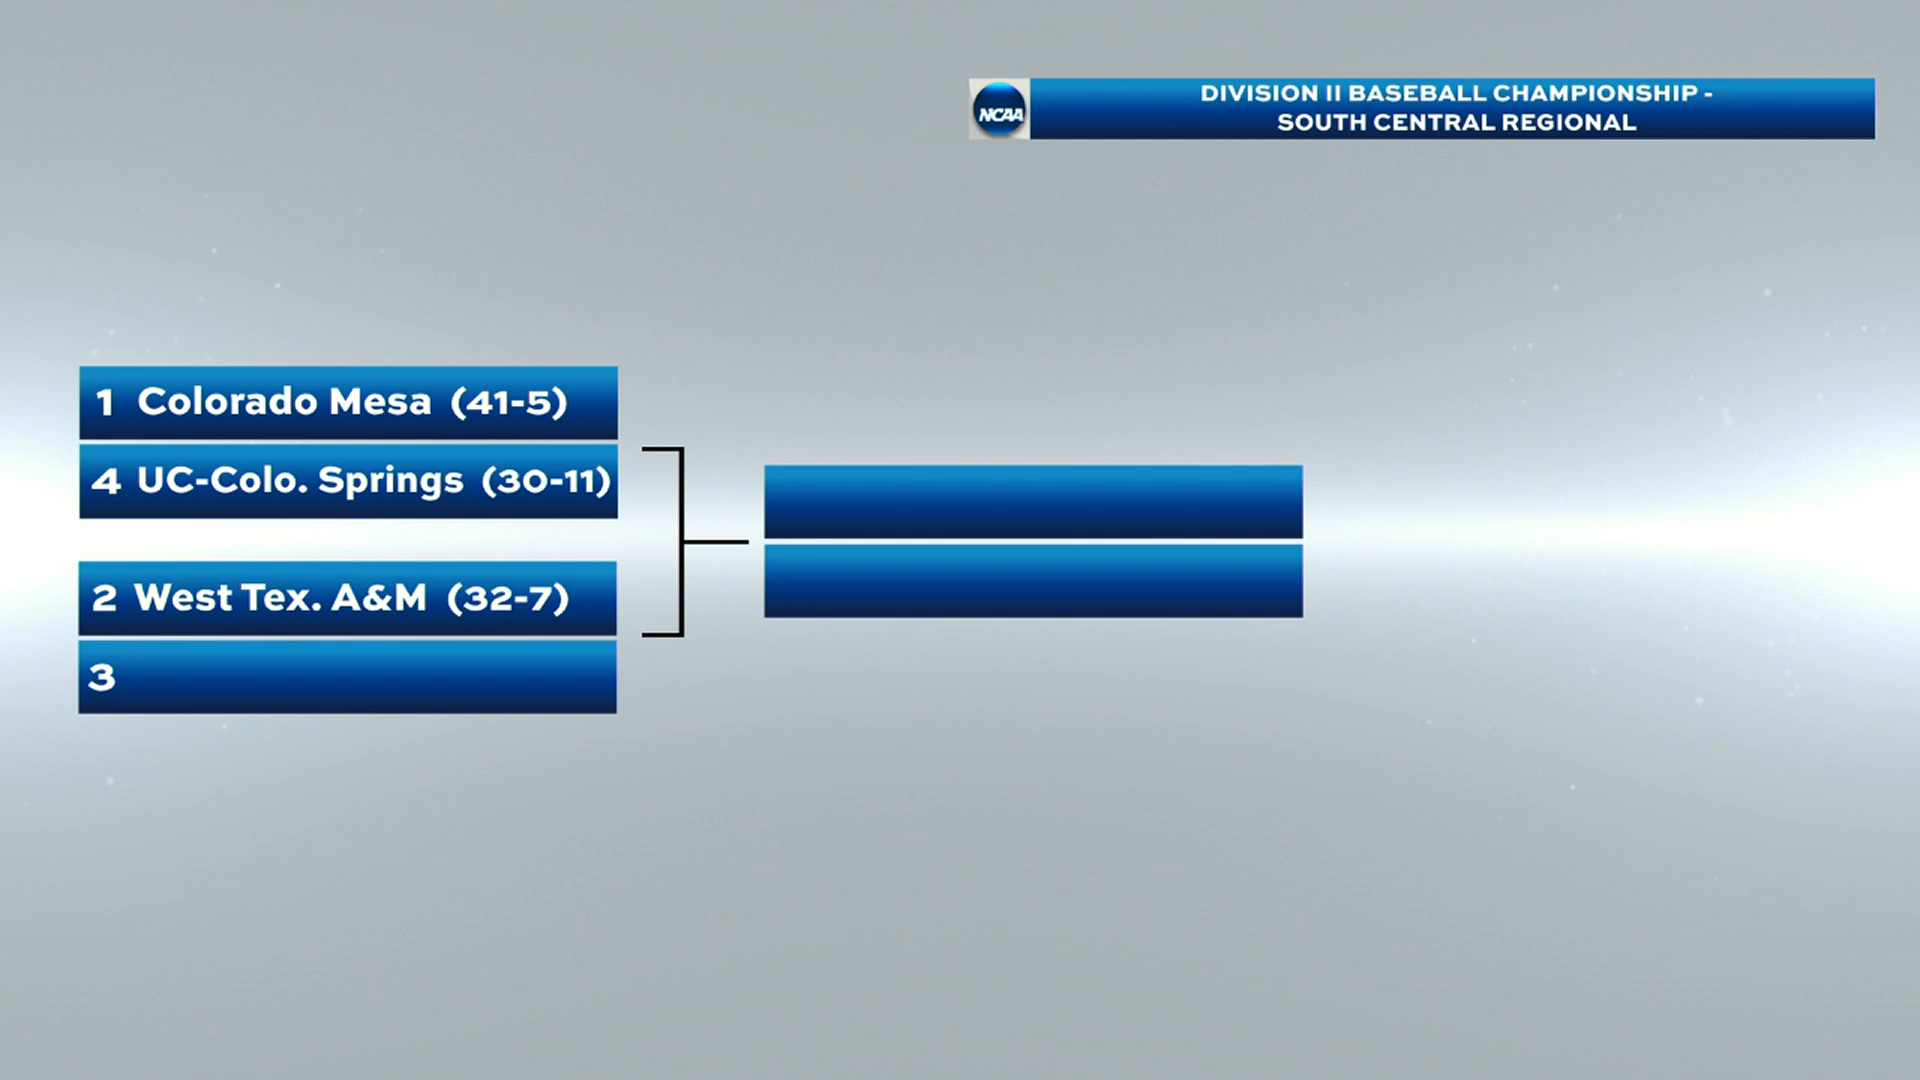 NCAA
DIVISION II BASEBALL CHAMPIONSHIP -
SOUTH CENTRAL REGIONAL
1 Colorado Mesa (41-5)
4 UC-Colo. Springs (30-11)
2 West Tex. A&M (32-7)
3